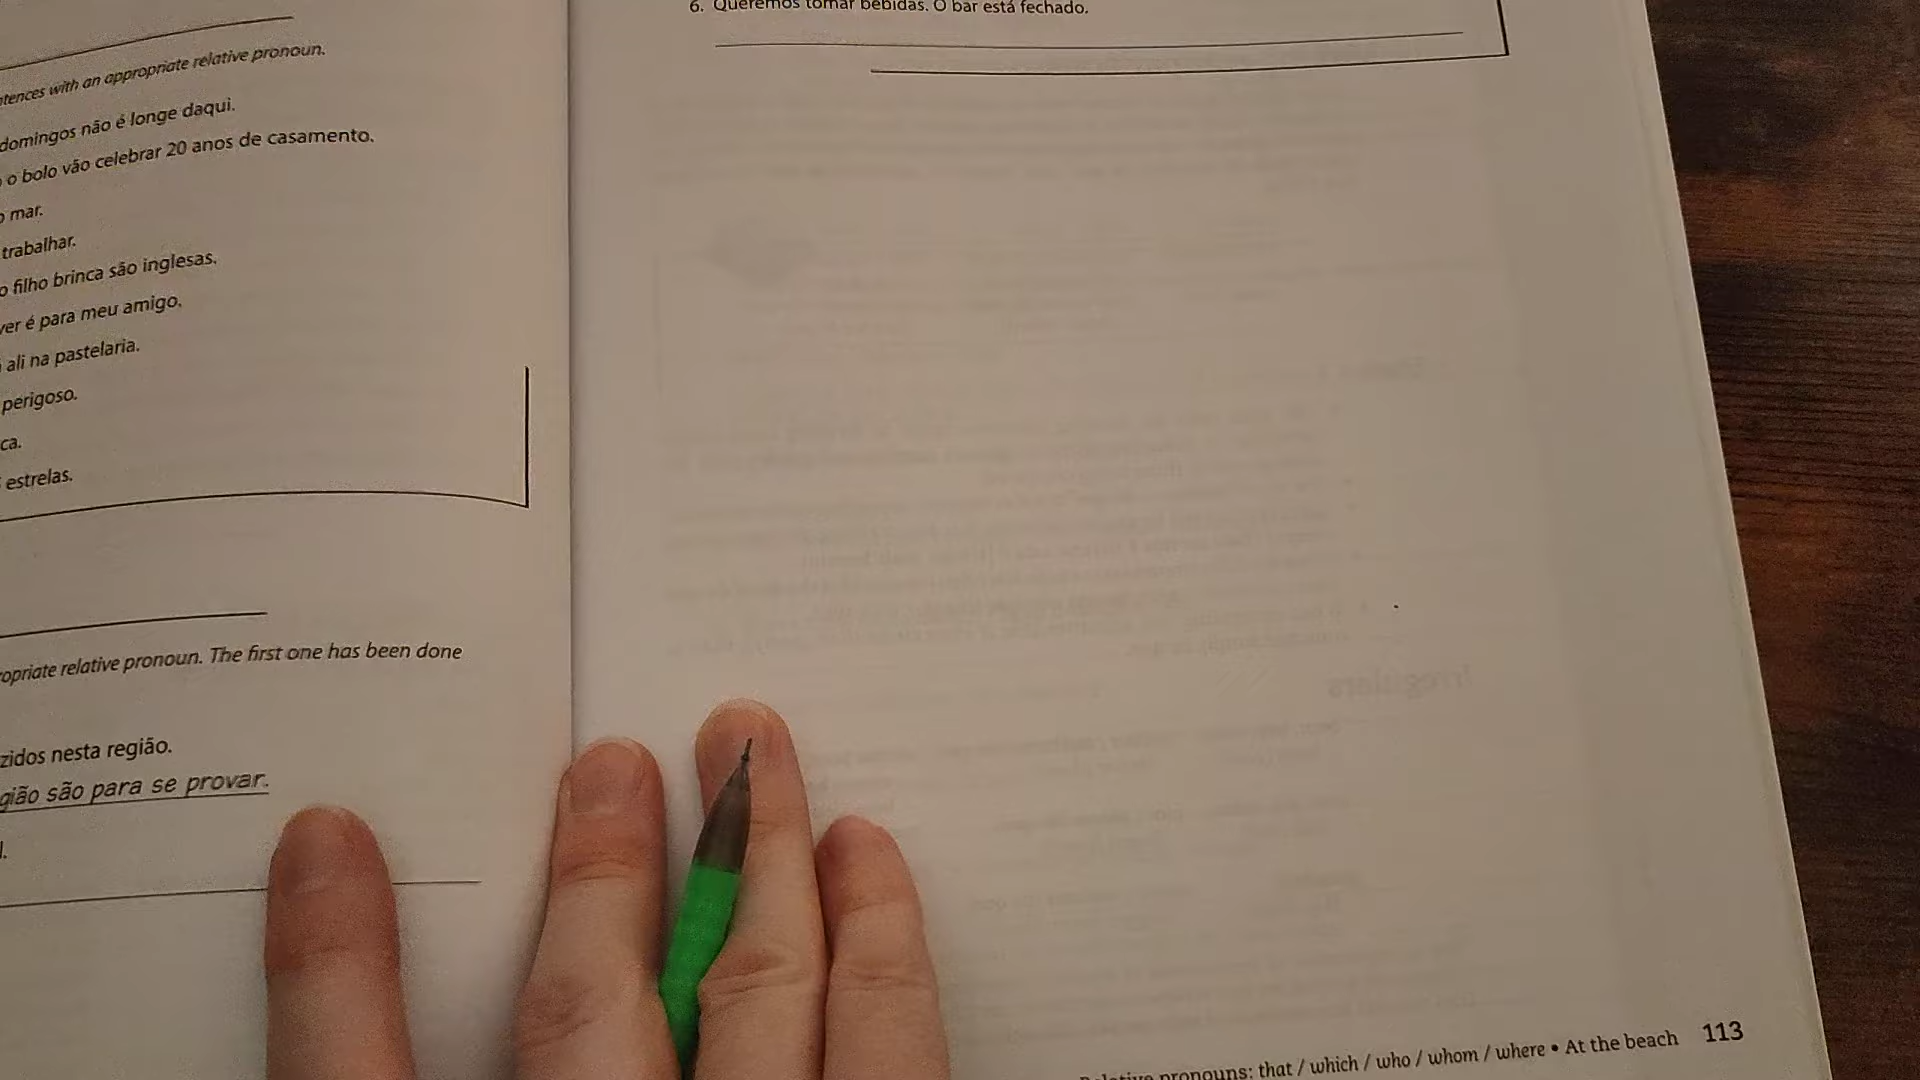 tences with an appropriate relative pronoun.
domingos não é longe daqui.
o bolo vão celebrar 20 anos de casamento.
mar.
trabalhar.
o filho brinca são inglesas.
ver é para meu amigo.
ali na pastelaria.
perigoso.
ca.
estrelas.
opriate relative pronoun. The first one has been done
zidos nesta região.
gião são para se provar.
l.
6. Queremos tomar bebidas. O bar está fechado.
Relative pronouns: that / which / who / whom / where • At the beach 113